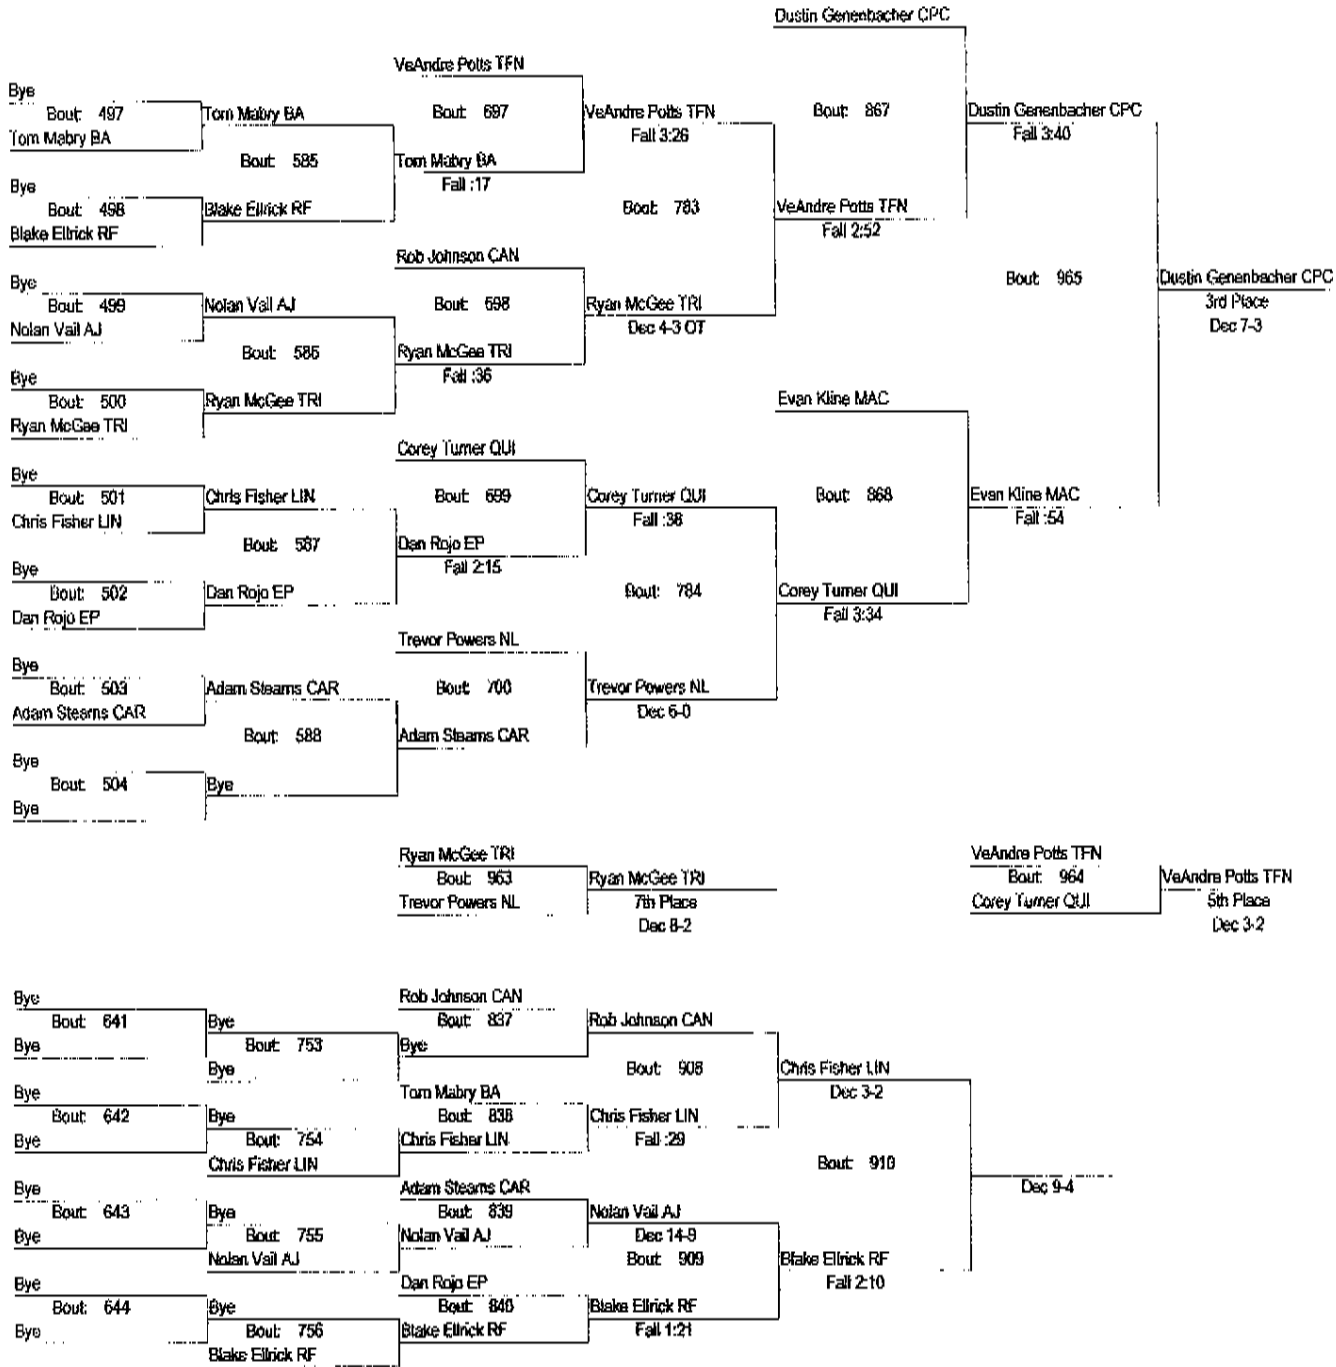 Dustin Genenbacher CPC
VeAndre Potts TFN
Bye
Bout: 497
Tom Mabry BA
Tom Mabry BA
Bout: 697
VeAndre Potts TFN
Fall 3:26
Bout: 867
Dustin Genenbacher CPC
Fall 3:40
Bout: 585
Tom Mabry BA
Fall :17
Bye
Bout: 498
Blake Ellrick RF
Blake Ellrick RF
Bout: 783
VeAndre Potts TFN
Fall 2:52
Rob Johnson CAN
Bout: 965
Dustin Genenbacher CPC
3rd Place
Dec 7-3
Bye
Bout: 499
Nolan Vail AJ
Nolan Vail AJ
Bout: 698
Ryan McGee TRI
Dec 4-3 OT
Bout: 586
Ryan McGee TRI
Fall :36
Bye
Bout: 500
Ryan McGee TRI
Ryan McGee TRI
Evan Kline MAC
Corey Turner QUI
Bye
Bout: 501
Chris Fisher LIN
Chris Fisher LIN
Bout: 699
Corey Turner QUI
Fall :38
Bout: 868
Evan Kline MAC
Fall :54
Bout: 587
Dan Rojo EP
Fall 2:15
Bye
Bout: 502
Dan Rojo EP
Dan Rojo EP
Bout: 784
Corey Turner QUI
Fall 3:34
Trevor Powers NL
Bye
Bout: 503
Adam Stearns CAR
Adam Stearns CAR
Bout: 700
Trevor Powers NL
Dec 6-0
Bout: 588
Adam Stearns CAR
Bye
Bout: 504
Bye
Bye
Ryan McGee TRI
Bout: 963
Trevor Powers NL
Ryan McGee TRI
7th Place
Dec 8-2
VeAndre Potts TFN
Bout: 964
Corey Turner QUI
VeAndre Potts TFN
5th Place
Dec 3-2
Bye
Bout: 641
Bye
Bye
Bout: 753
Bye
Rob Johnson CAN
Bout: 837
Bye
Rob Johnson CAN
Bout: 908
Chris Fisher LIN
Dec 3-2
Bye
Bout: 642
Bye
Bye
Bout: 754
Chris Fisher LIN
Tom Mabry BA
Bout: 838
Chris Fisher LIN
Chris Fisher LIN
Fall :29
Bout: 910
Dec 9-4
Bye
Bout: 643
Bye
Bye
Bout: 755
Nolan Vail AJ
Adam Stearns CAR
Bout: 839
Nolan Vail AJ
Nolan Vail AJ
Dec 14-9
Bout: 909
Blake Ellrick RF
Fall 2:10
Bye
Bout: 644
Bye
Bye
Bout: 756
Blake Ellrick RF
Dan Rojo EP
Bout: 840
Blake Ellrick RF
Blake Ellrick RF
Fall 1:21